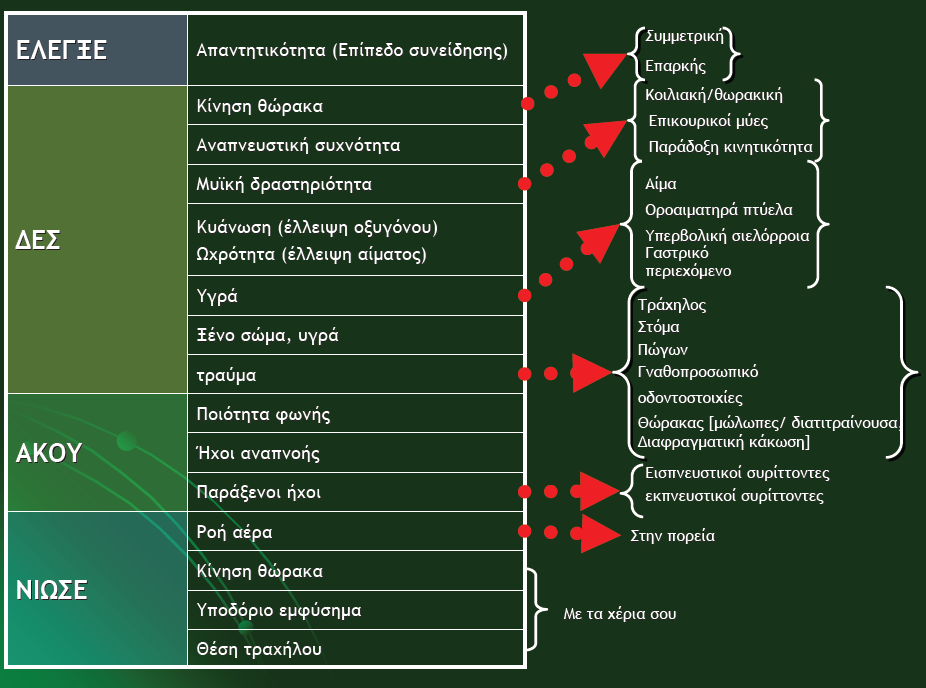 ΕΛΕΓΞΕ
Απαντητικότητα (Επίπεδο συνείδησης)
ΔΕΣ
Κίνηση θώρακα
Αναπνευστική συχνότητα
Μυϊκή δραστηριότητα
Κυάνωση (έλλειψη οξυγόνου)
Ωχρότητα (έλλειψη αίματος)
Υγρά
Ξένο σώμα, υγρά
τραύμα
ΑΚΟΥ
Ποιότητα φωνής
Ήχοι αναπνοής
Παράξενοι ήχοι
ΝΙΩΣΕ
Ροή αέρα
Κίνηση θώρακα
Υποδόριο εμφύσημα
Θέση τραχήλου
Συμμετρική
Επαρκής
Κοιλιακή/θωρακική
Επικουρικοί μύες
Παράδοξη κινητικότητα
Αίμα
Οροαιματηρά πτύελα
Υπερβολική σιελόρροια
Γαστρικό
περιεχόμενο
Τράχηλος
Στόμα
Πώγων
Γναθοπροσωπικό
οδοντοστοιχίες
Θώρακας [μώλωπες/ διατιτραίνουσα,
Διαφραγματική κάκωση]
Εισπνευστικοί συρίττοντες
εκπνευστικοί συρίττοντες
Στην πορεία
Με τα χέρια σου